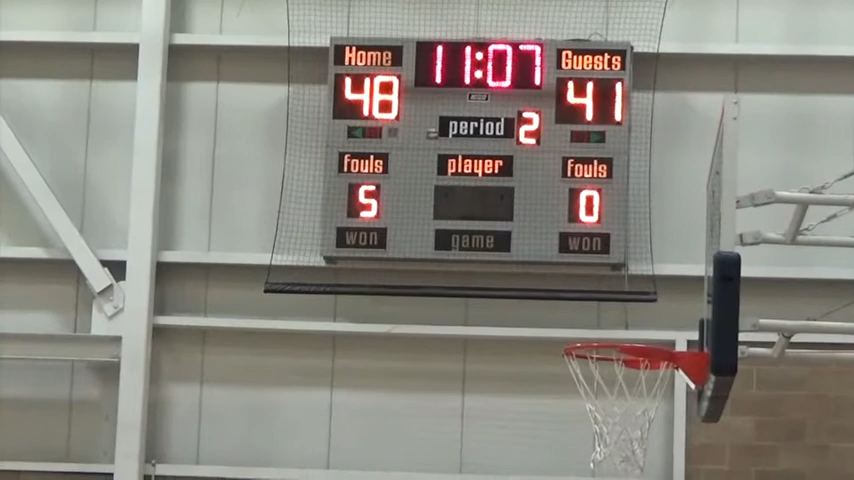 Home 11:07 Guests
48 41
period 2
fouls player fouls
5 0
won game won